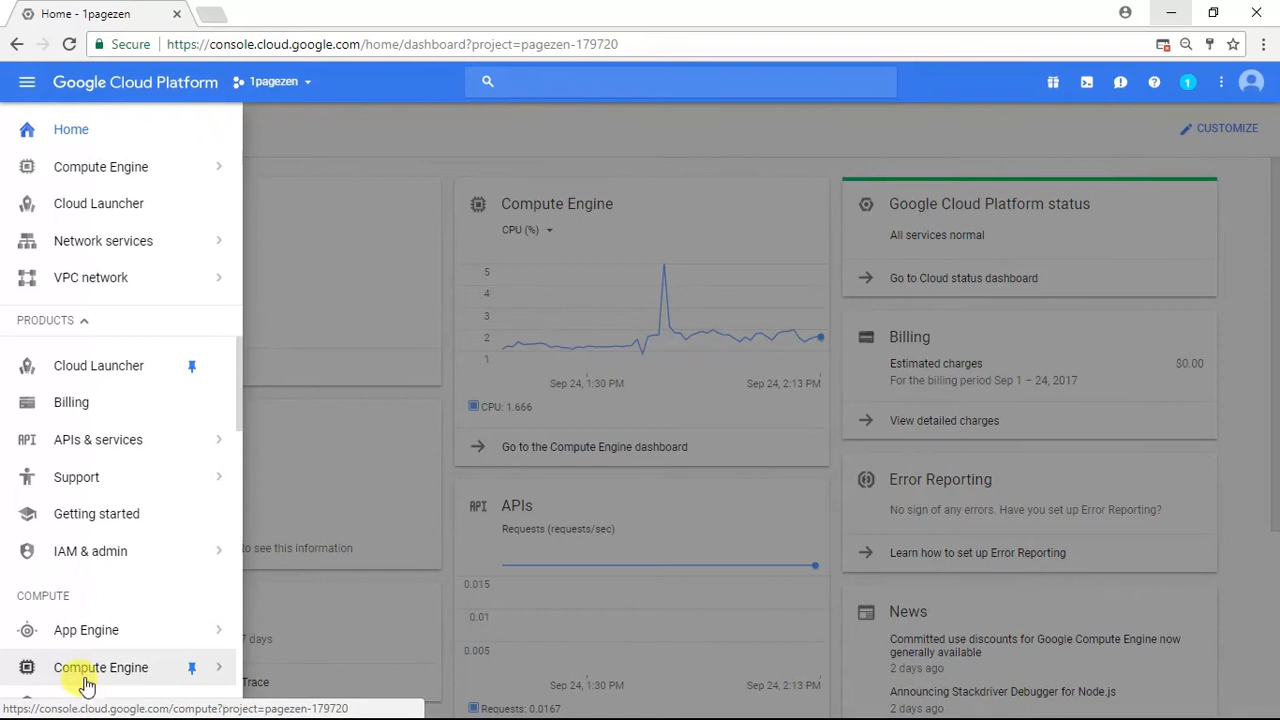 Home - 1pagezen
Secure https://console.cloud.google.com/home/dashboard?project=pagezen-179720
Google Cloud Platform 1pagezen 1
Home
Compute Engine
Cloud Launcher
Network services
VPC network
PRODUCTS
Cloud Launcher
Billing
API APIs & services
Support
Getting started
IAM & admin
COMPUTE
App Engine
Compute Engine
https://console.cloud.google.com/compute?project=pagezen-179720
CUSTOMIZE
to see this information
7 days
Trace
Compute Engine
CPU (%)
5
4
3
2
1
Sep 24, 1:30 PM Sep 24, 2:13 PM
CPU: 1.666
Go to the Compute Engine dashboard
API APIs
Requests (requests/sec)
0.015
0.01
0.005
Sep 24, 1:30 PM Sep 24, 2:13 PM
Requests: 0.0167
Google Cloud Platform status
All services normal
Go to Cloud status dashboard
Billing
Estimated charges $0.00
For the billing period Sep 1 – 24, 2017
View detailed charges
Error Reporting
No sign of any errors. Have you set up Error Reporting?
Learn how to set up Error Reporting
News
Committed use discounts for Google Compute Engine now
generally available
2 days ago
Announcing Stackdriver Debugger for Node.js
2 days ago